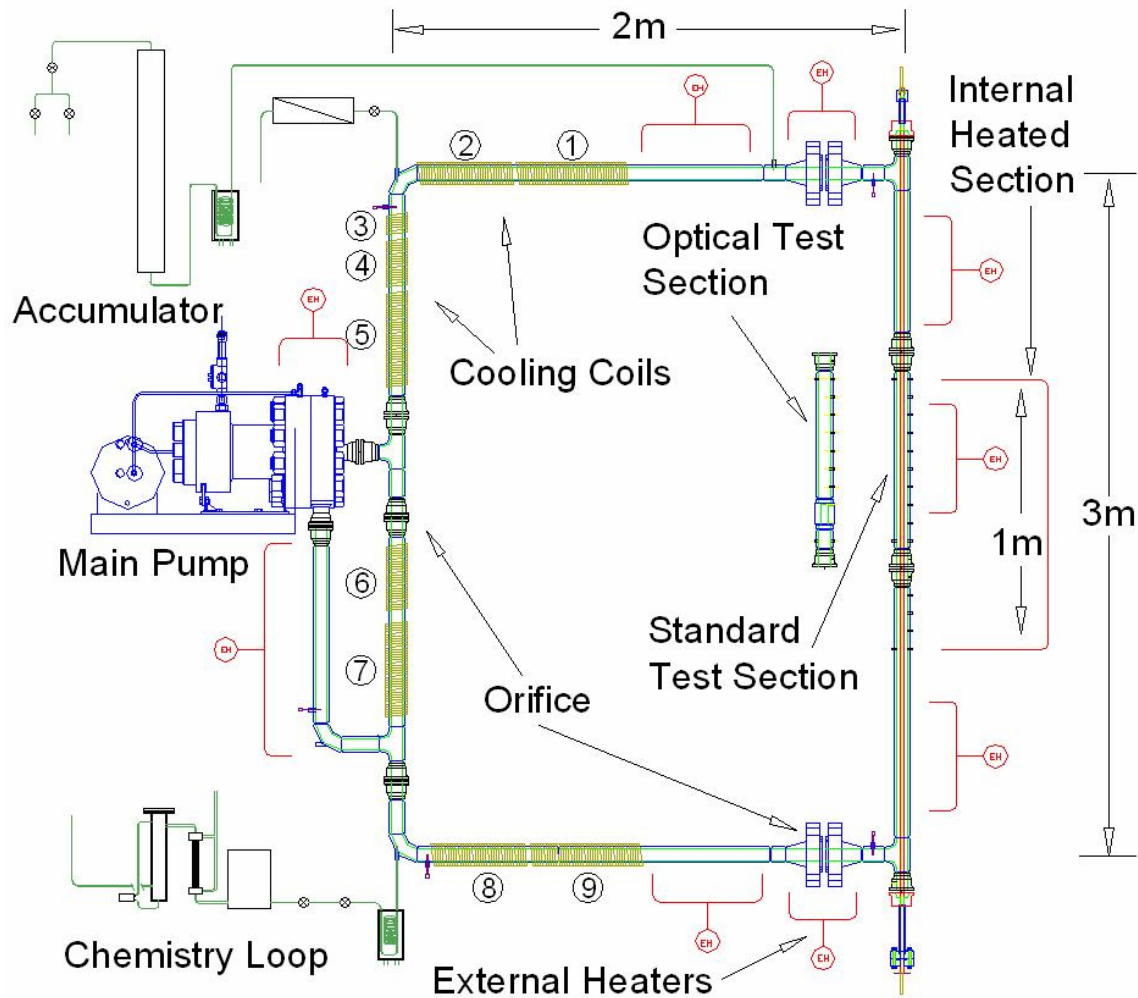 2m
EH
EH
Internal
Heated
Section
2
1
3
4
5
Optical Test
Section
EH
Accumulator
EH
Cooling Coils
EH
3m
1m
Main Pump
6
7
EH
Standard
Test Section
Orifice
EH
8
9
EH
EH
Chemistry Loop
External Heaters